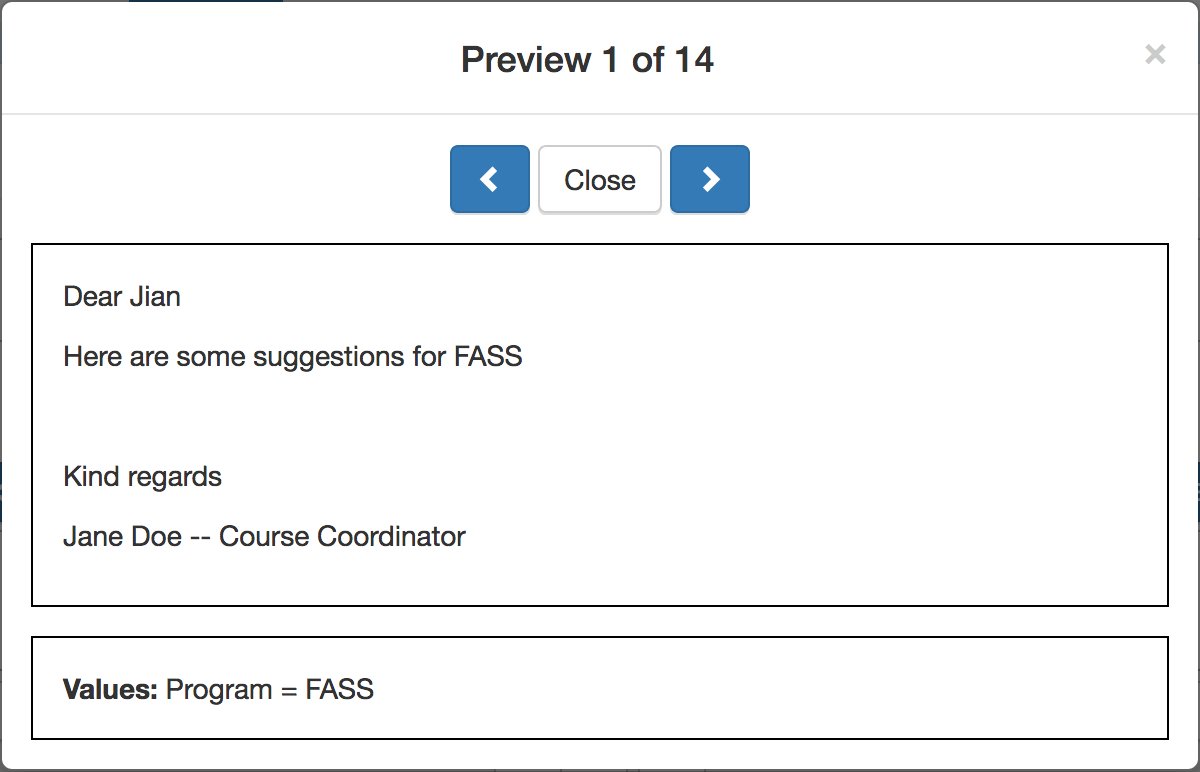 Preview 1 of 14
×
Close
Dear Jian
Here are some suggestions for FASS
Kind regards
Jane Doe -- Course Coordinator
Values: Program = FASS